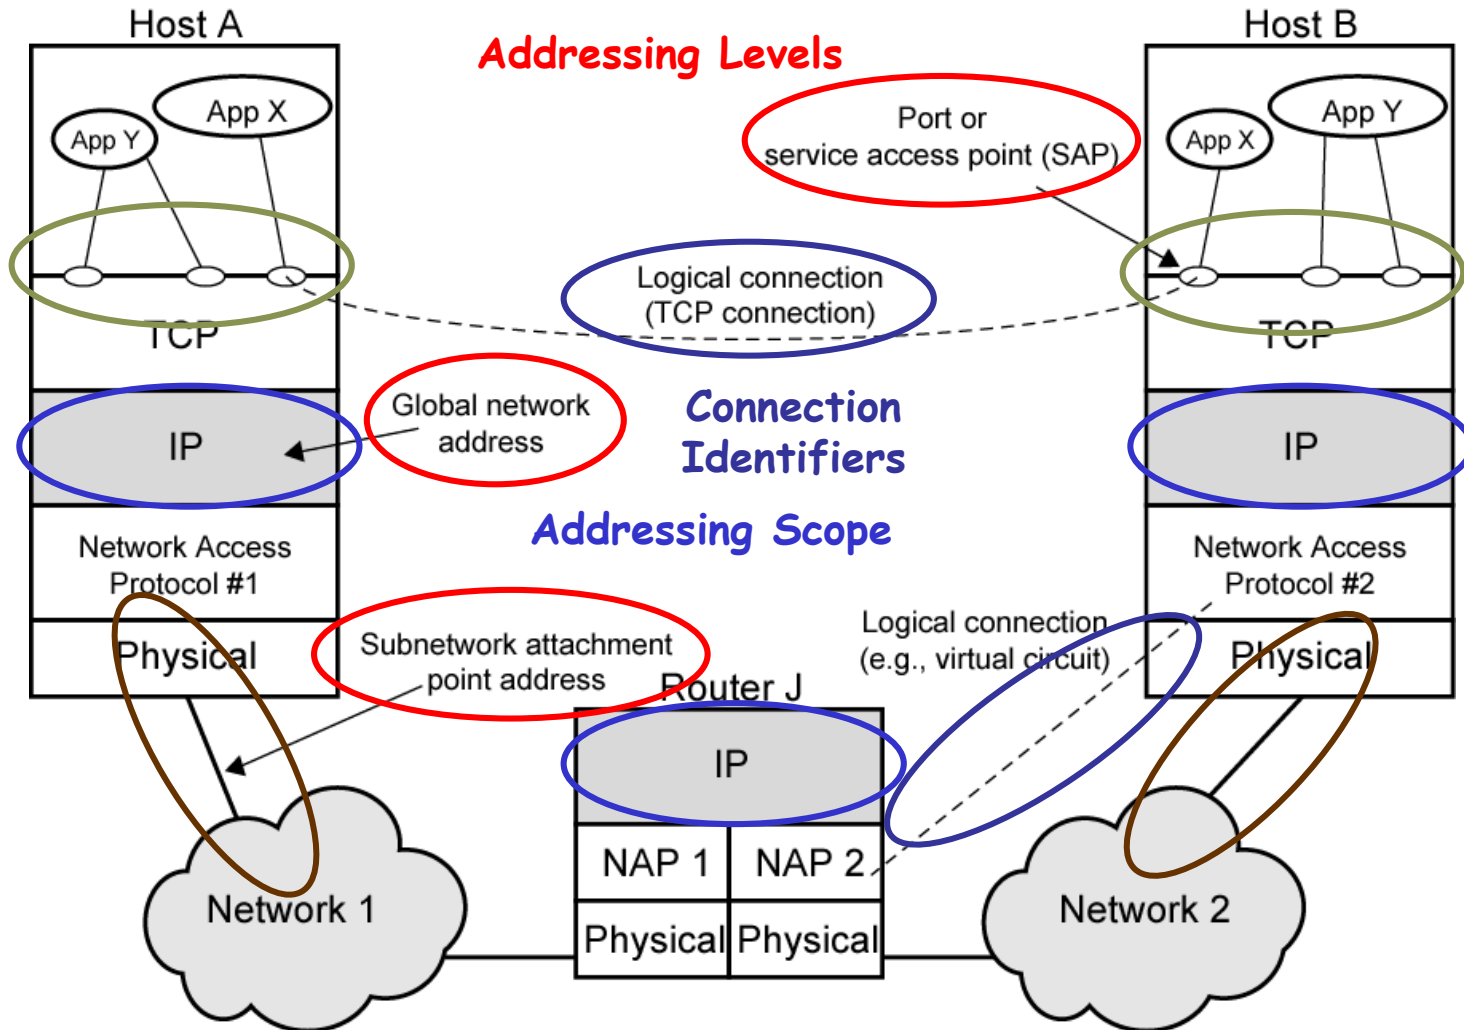 Host A
Host B
Addressing Levels
App X
App Y
Port or
service access point (SAP)
App Y
App X
Logical connection
(TCP connection)
TCP
TCP
Global network
address
Connection
Identifiers
IP
IP
Addressing Scope
Network Access
Protocol #1
Network Access
Protocol #2
Physical
Subnetwork attachment
point address
Logical connection
(e.g., virtual circuit)
Physical
Router J
IP
NAP 1
NAP 2
Network 1
Network 2
Physical
Physical